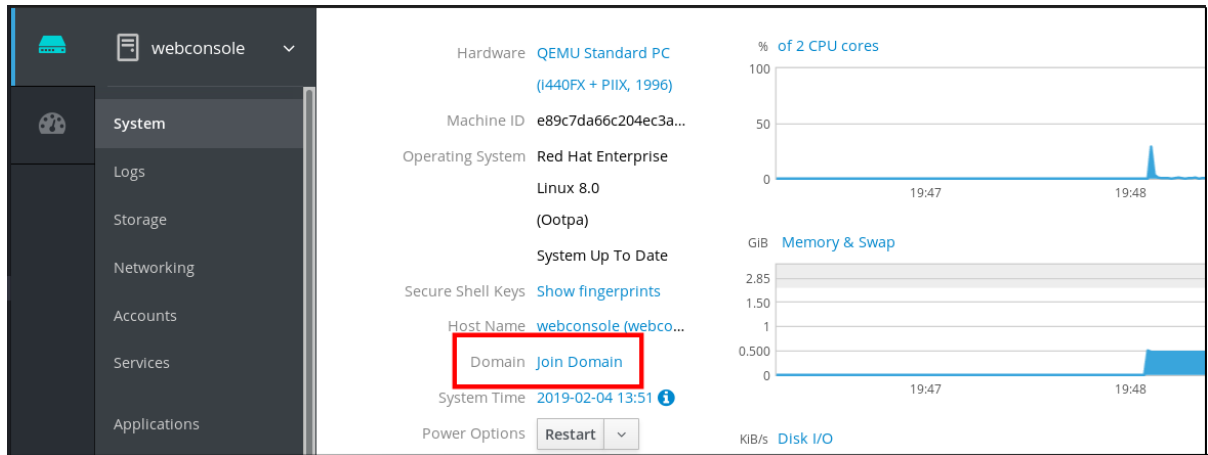 webconsole
System
Logs
Storage
Networking
Accounts
Services
Applications
Hardware QEMU Standard PC
(i440FX + PIIX, 1996)
Machine ID e89c7da66c204ec3a...
Operating System Red Hat Enterprise
Linux 8.0
(Ootpa)
System Up To Date
Secure Shell Keys Show fingerprints
Host Name webconsole (webco...
Domain Join Domain
System Time 2019-02-04 13:51
Power Options Restart
% of 2 CPU cores
100
50
0
19:47 19:48
GiB Memory & Swap
2.85
1.50
1
0.500
0
19:47 19:48
KiB/s Disk I/O